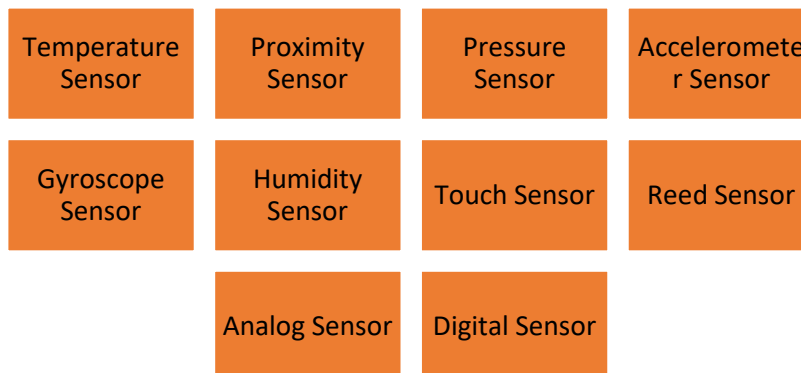 Temperature
Sensor
Proximity
Sensor
Pressure
Sensor
Acceleromete
r Sensor
Gyroscope
Sensor
Humidity
Sensor
Touch Sensor
Reed Sensor
Analog Sensor
Digital Sensor